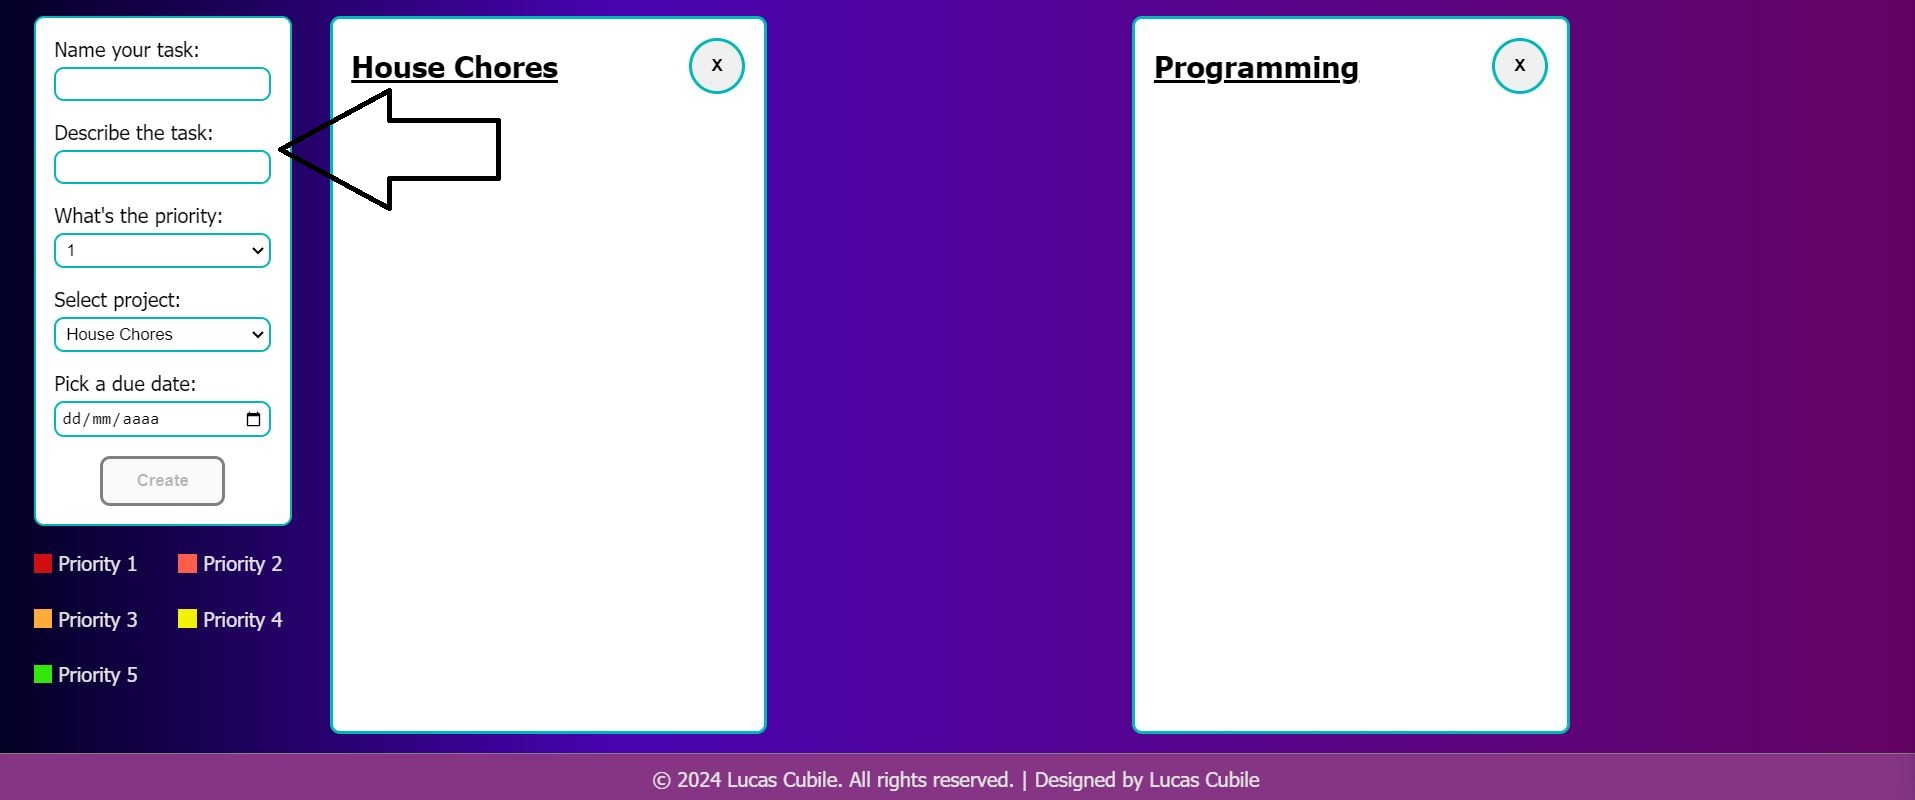 Name your task:
Describe the task:
What's the priority:
1
Select project:
House Chores
Pick a due date:
dd/mm/aaaa
Create
Priority 1
Priority 2
Priority 3
Priority 4
Priority 5
House Chores
X
Programming
X
© 2024 Lucas Cubile. All rights reserved. | Designed by Lucas Cubile